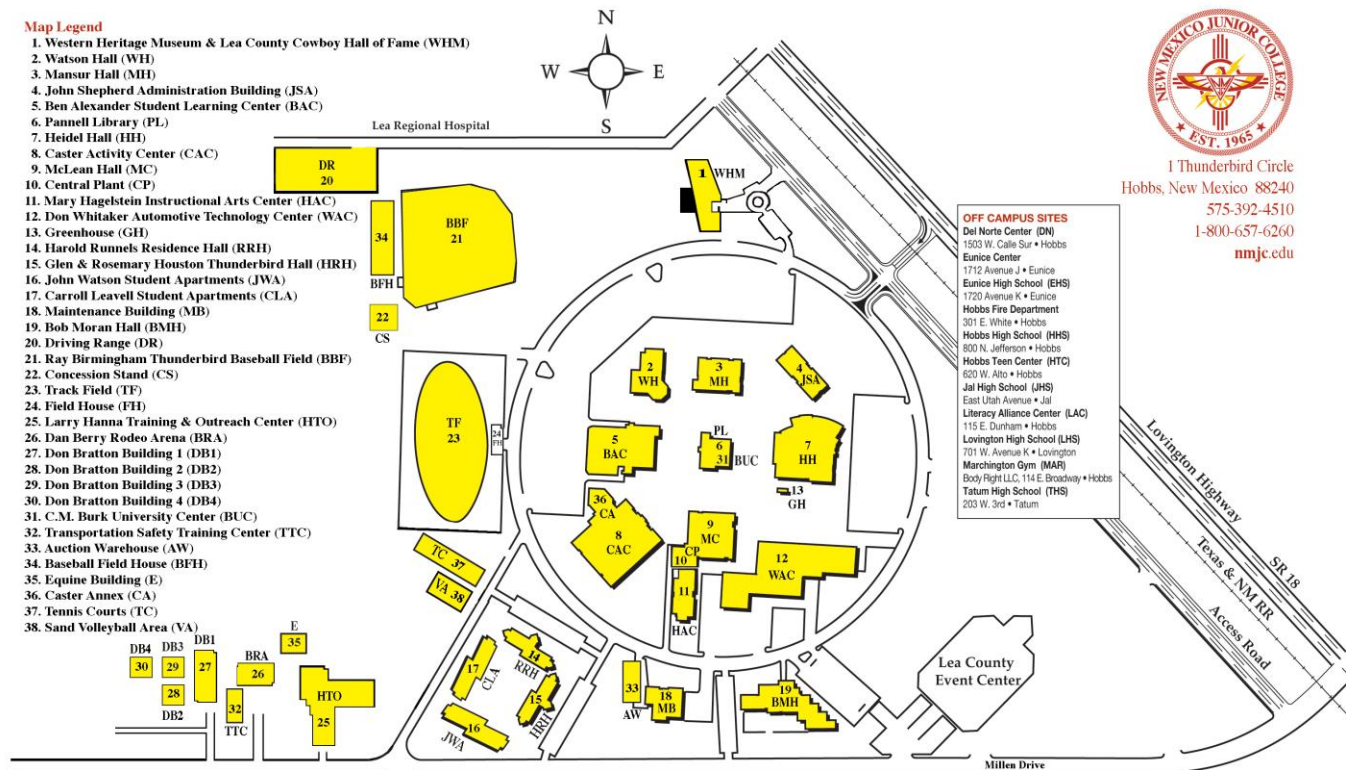 Map Legend
1. Western Heritage Museum & Lea County Cowboy Hall of Fame (WHM)
2. Watson Hall (WH)
3. Mansur Hall (MH)
4. John Shepherd Administration Building (JSA)
5. Ben Alexander Student Learning Center (BAC)
6. Pannell Library (PL)
7. Heidel Hall (HH)
8. Caster Activity Center (CAC)
9. McLean Hall (MC)
10. Central Plant (CP)
11. Mary Hagelstein Instructional Arts Center (HAC)
12. Don Whitaker Automotive Technology Center (WAC)
13. Greenhouse (GH)
14. Harold Runnels Residence Hall (RRH)
15. Glen & Rosemary Houston Thunderbird Hall (HRH)
16. John Watson Student Apartments (JWA)
17. Carroll Leavell Student Apartments (CLA)
18. Maintenance Building (MB)
19. Bob Moran Hall (BMH)
20. Driving Range (DR)
21. Ray Birmingham Thunderbird Baseball Field (BBF)
22. Concession Stand (CS)
23. Track Field (TF)
24. Field House (FH)
25. Larry Hanna Training & Outreach Center (HTO)
26. Dan Berry Rodeo Arena (BRA)
27. Don Bratton Building 1 (DB1)
28. Don Bratton Building 2 (DB2)
29. Don Bratton Building 3 (DB3)
30. Don Bratton Building 4 (DB4)
31. C.M. Burk University Center (BUC)
32. Transportation Safety Training Center (TTC)
33. Auction Warehouse (AW)
34. Baseball Field House (BFH)
35. Equine Building (E)
36. Caster Annex (CA)
37. Tennis Courts (TC)
38. Sand Volleyball Area (VA)
N
W E
S
NEW MEXICO JUNIOR COLLEGE
★ EST. 1965 ★
1 Thunderbird Circle
Hobbs, New Mexico 88240
575-392-4510
1-800-657-6260
nmjc.edu
OFF CAMPUS SITES
Del Norte Center (DN)
1503 W. Calle Sur • Hobbs
Eunice Center
1712 Avenue J • Eunice
Eunice High School (EHS)
1720 Avenue K • Eunice
Hobbs Fire Department
301 E. White • Hobbs
Hobbs High School (HHS)
800 N. Jefferson • Hobbs
Hobbs Teen Center (HTC)
620 W. Alto • Hobbs
Jal High School (JHS)
East Utah Avenue • Jal
Literacy Alliance Center (LAC)
115 E. Dunham • Hobbs
Lovington High School (LHS)
701 W. Avenue K • Lovington
Marchington Gym (MAR)
Body Right LLC, 114 E. Broadway • Hobbs
Tatum High School (THS)
203 W. 3rd • Tatum
Lea Regional Hospital
DR
20
1 WHM
34
BFH
BBF
21
22
CS
TF
23
24
FH
2
WH
3
MH
4
JSA
5
BAC
PL
6
31 BUC
7
HH
13
GH
36
CA
8
CAC
9
MC
CP
10
11
HAC
12
WAC
TC 37
VA 38
E
35
DB4
30
DB3
29
28
DB2
DB1
27
BRA
26
32
TTC
HTO
25
17
CLA
14
RRH
15
HRH
16
JWA
33
AW
18
MB
19
BMH
Lea County
Event Center
Lovington Highway
SR 18
Texas & NM RR
Access Road
Millen Drive